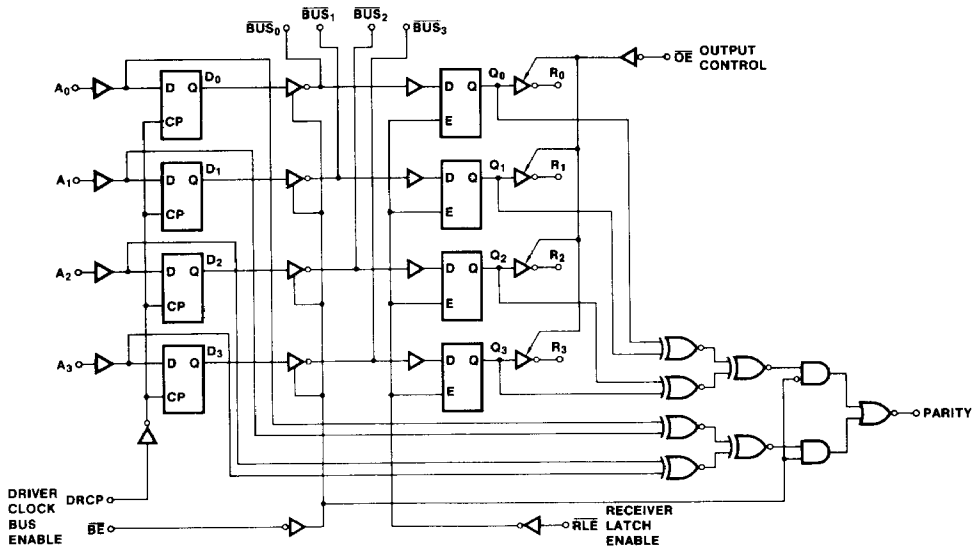 BUS₀
BUS₁
BUS₂
BUS₃
OE OUTPUT
CONTROL
A₀
D Q
D₀
CP
D Q
Q₀
E
R₀
A₁
D Q
D₁
CP
D Q
Q₁
E
R₁
A₂
D Q
D₂
CP
D Q
Q₂
E
R₂
A₃
D Q
D₃
CP
D Q
Q₃
E
R₃
PARITY
DRIVER
CLOCK
DRCP
BUS
ENABLE
BE
RLE
RECEIVER
LATCH
ENABLE